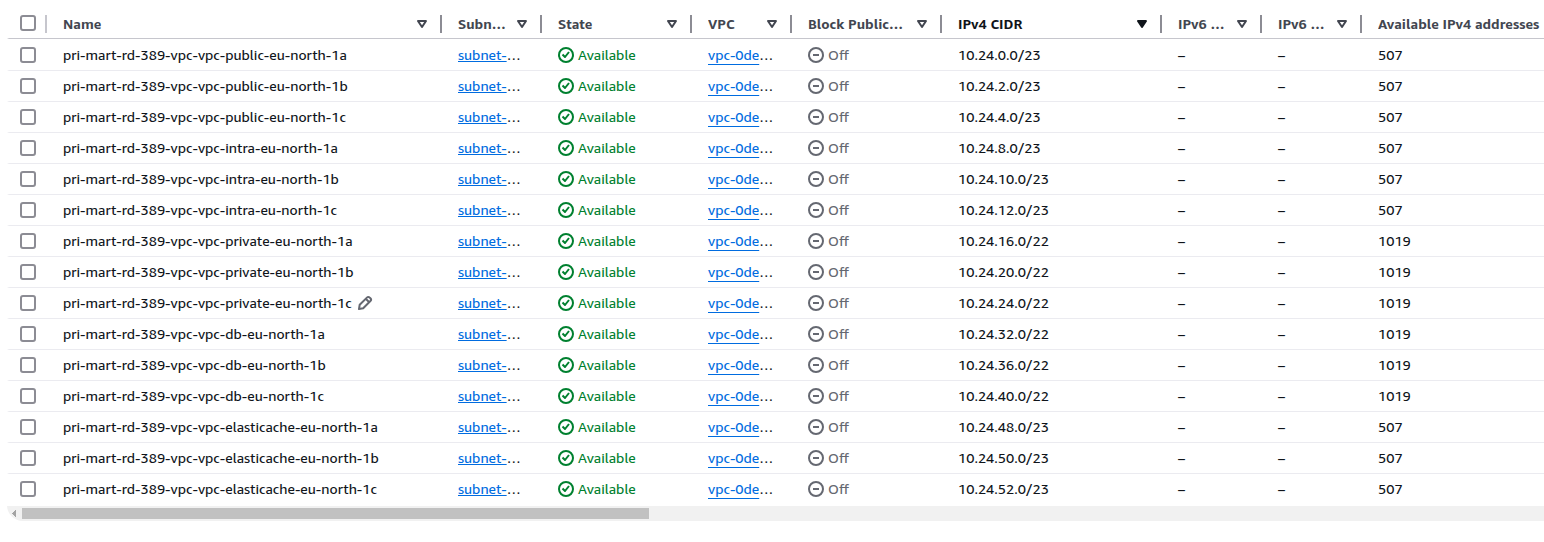 Name Subn... State VPC Block Public... IPv4 CIDR IPv6 ... IPv6 ... Available IPv4 addresses
pri-mart-rd-389-vpc-vpc-public-eu-north-1a subnet-... Available vpc-0de... Off 10.24.0.0/23 – – 507
pri-mart-rd-389-vpc-vpc-public-eu-north-1b subnet-... Available vpc-0de... Off 10.24.2.0/23 – – 507
pri-mart-rd-389-vpc-vpc-public-eu-north-1c subnet-... Available vpc-0de... Off 10.24.4.0/23 – – 507
pri-mart-rd-389-vpc-vpc-intra-eu-north-1a subnet-... Available vpc-0de... Off 10.24.8.0/23 – – 507
pri-mart-rd-389-vpc-vpc-intra-eu-north-1b subnet-... Available vpc-0de... Off 10.24.10.0/23 – – 507
pri-mart-rd-389-vpc-vpc-intra-eu-north-1c subnet-... Available vpc-0de... Off 10.24.12.0/23 – – 507
pri-mart-rd-389-vpc-vpc-private-eu-north-1a subnet-... Available vpc-0de... Off 10.24.16.0/22 – – 1019
pri-mart-rd-389-vpc-vpc-private-eu-north-1b subnet-... Available vpc-0de... Off 10.24.20.0/22 – – 1019
pri-mart-rd-389-vpc-vpc-private-eu-north-1c subnet-... Available vpc-0de... Off 10.24.24.0/22 – – 1019
pri-mart-rd-389-vpc-vpc-db-eu-north-1a subnet-... Available vpc-0de... Off 10.24.32.0/22 – – 1019
pri-mart-rd-389-vpc-vpc-db-eu-north-1b subnet-... Available vpc-0de... Off 10.24.36.0/22 – – 1019
pri-mart-rd-389-vpc-vpc-db-eu-north-1c subnet-... Available vpc-0de... Off 10.24.40.0/22 – – 1019
pri-mart-rd-389-vpc-vpc-elasticache-eu-north-1a subnet-... Available vpc-0de... Off 10.24.48.0/23 – – 507
pri-mart-rd-389-vpc-vpc-elasticache-eu-north-1b subnet-... Available vpc-0de... Off 10.24.50.0/23 – – 507
pri-mart-rd-389-vpc-vpc-elasticache-eu-north-1c subnet-... Available vpc-0de... Off 10.24.52.0/23 – – 507